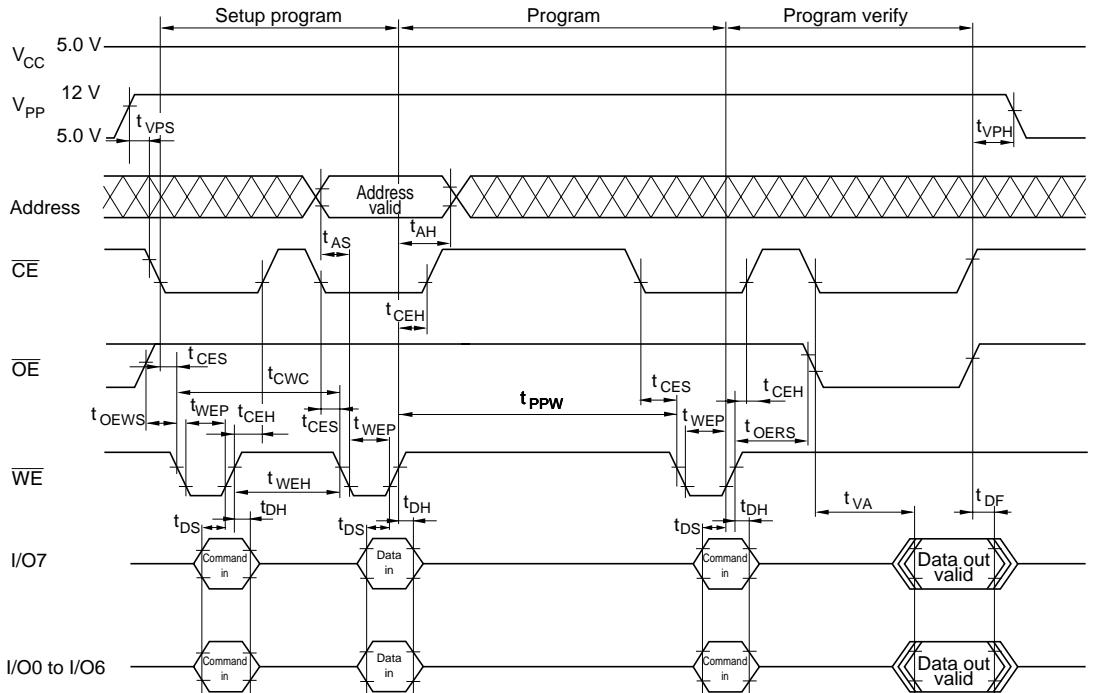 Setup program Program Program verify
VCC 5.0 V
VPP 12 V
5.0 V
tVPS
tVPH
Address
Address valid
tAS
tAH
CE
tCEH
OE
tCES
tCWC
tCES
tCEH
tOEWS
tWEP
tCEH
tCES
tWEP
tPPW
tWEP
tOERS
WE
tWEH
tVA
tDF
tDS
tDH
tDS
tDH
tDS
tDH
I/O7
Command in
Data in
Command in
Data out valid
I/O0 to I/O6
Command in
Data in
Command in
Data out valid